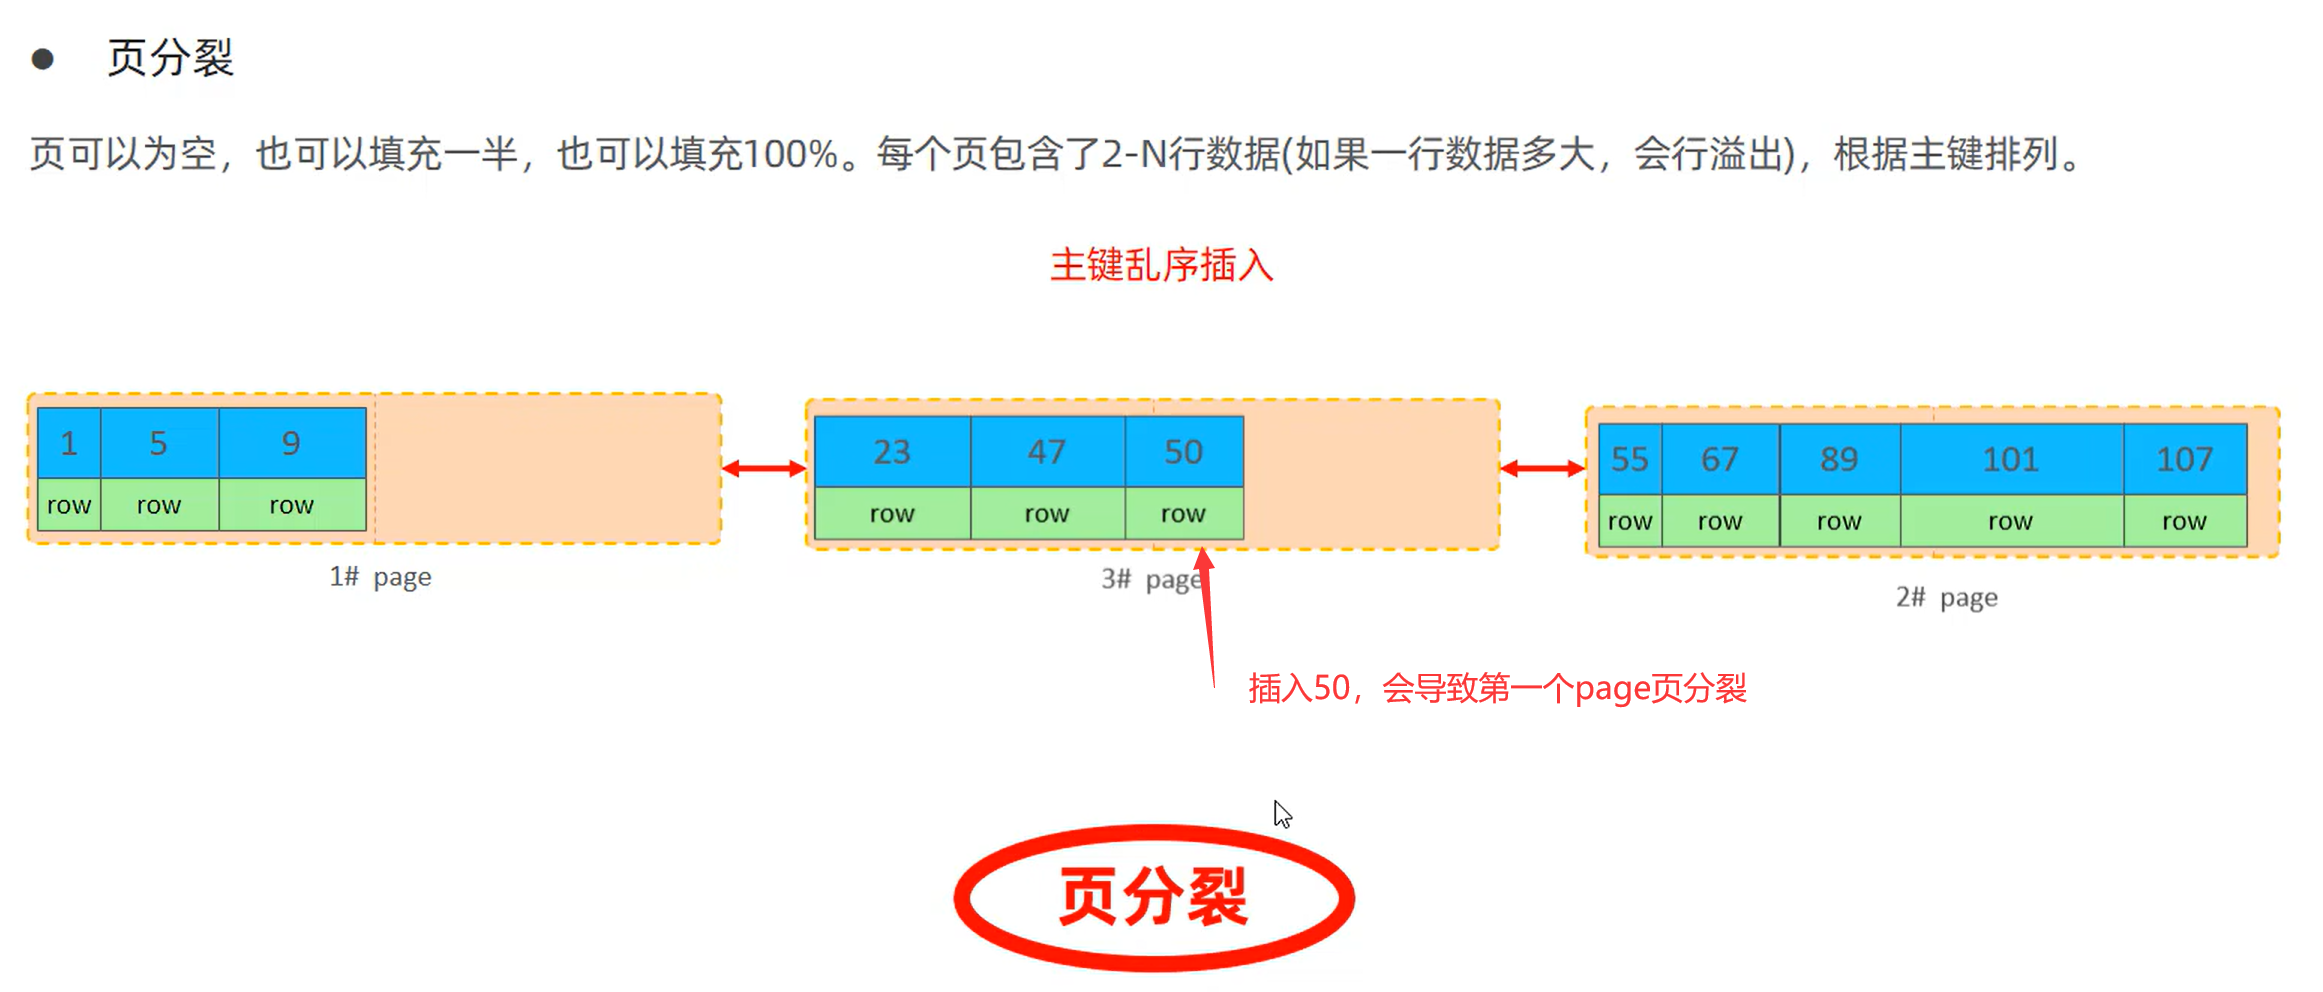 ● 页分裂
页可以为空，也可以填充一半，也可以填充100%。每个页包含了2-N行数据(如果一行数据多大，会行溢出)，根据主键排列。
主键乱序插入
1 5 9
row row row
1# page
23 47 50
row row row
3# page
55 67 89 101 107
row row row row row
2# page
插入50，会导致第一个page页分裂
页分裂